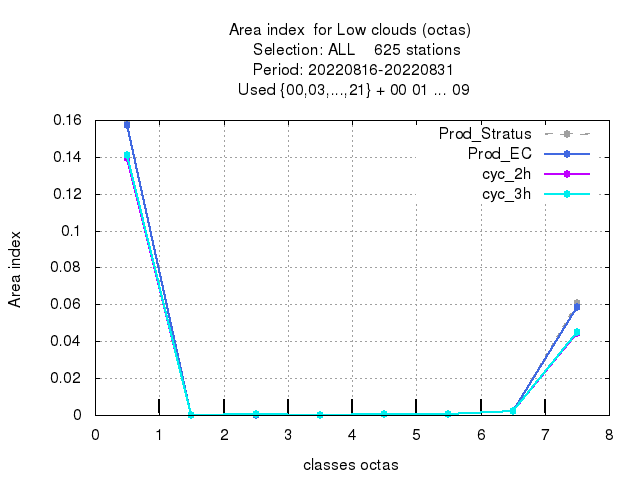 Area index  for Low clouds (octas)
Selection: ALL    625 stations
Period: 20220816-20220831
Used {00,03,...,21} + 00 01 ... 09
Prod_Stratus
Prod_EC
cyc_2h
cyc_3h
0.16
0.14
0.12
0.1
0.08
0.06
0.04
0.02
0
Area index
0 1 2 3 4 5 6 7 8
classes octas